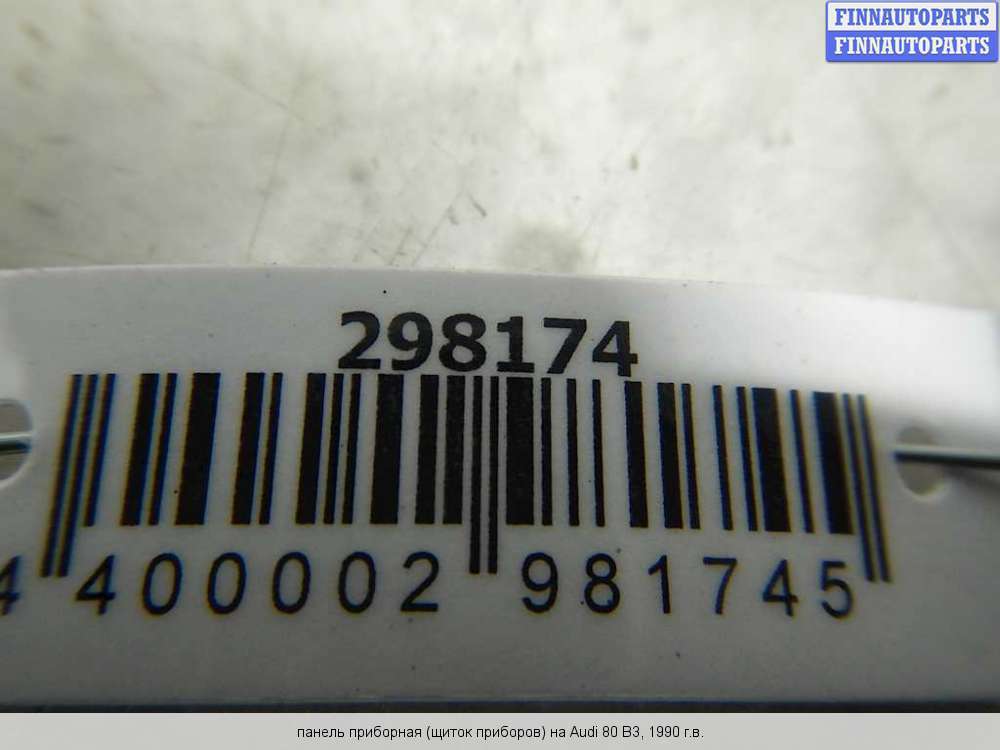 FINNAUTOPARTS
FINNAUTOPARTS
298174
4 400002 981745
панель приборная (щиток приборов) на Audi 80 B3, 1990 г.в.